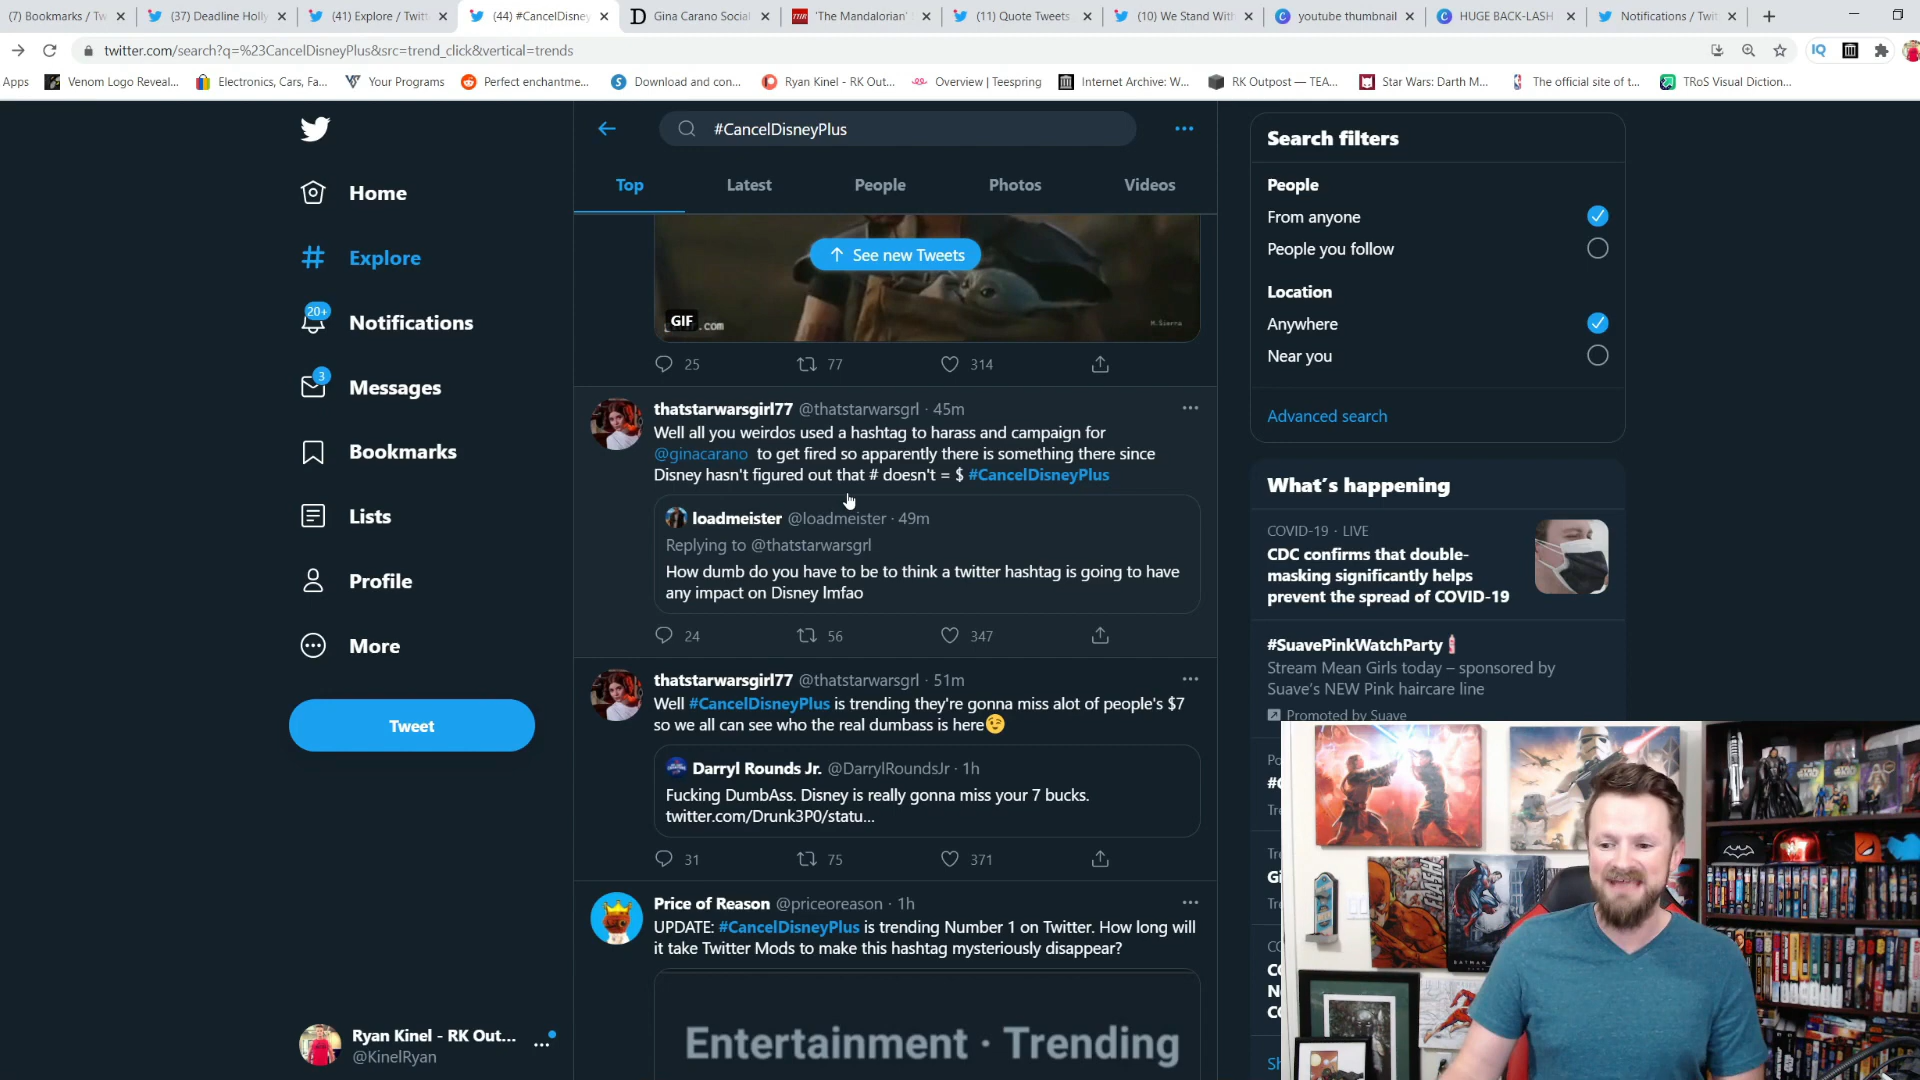 (7) Bookmarks / Tw
(37) Deadline Holly
(41) Explore / Twitt
(44) #CancelDisney
Gina Carano Social
'The Mandalorian'
(11) Quote Tweets
(10) We Stand With
youtube thumbnail
HUGE BACK-LASH
Notifications / Twit
twitter.com/search?q=%23CancelDisneyPlus&src=trend_click&vertical=trends
Apps
Venom Logo Reveal...
Electronics, Cars, Fa...
Your Programs
Perfect enchantme...
Download and con...
Ryan Kinel - RK Out...
Overview | Teespring
Internet Archive: W...
RK Outpost — TEA...
Star Wars: Darth M...
The official site of t...
TRoS Visual Diction...
Home
Explore
20+
Notifications
3
Messages
Bookmarks
Lists
Profile
More
Tweet
Ryan Kinel - RK Out...
@KinelRyan
#CancelDisneyPlus
Top
Latest
People
Photos
Videos
See new Tweets
GIF
.com
25
77
314
thatstarwarsgirl77 @thatstarwarsgrl · 45m
Well all you weirdos used a hashtag to harass and campaign for
@ginacarano to get fired so apparently there is something there since
Disney hasn't figured out that # doesn't = $ #CancelDisneyPlus
loadmeister @loadmeister · 49m
Replying to @thatstarwarsgrl
How dumb do you have to be to think a twitter hashtag is going to have
any impact on Disney lmfao
24
56
347
thatstarwarsgirl77 @thatstarwarsgrl · 51m
Well #CancelDisneyPlus is trending they're gonna miss alot of people's $7
so we all can see who the real dumbass is here😉
Darryl Rounds Jr. @DarrylRoundsJr · 1h
Fucking DumbAss. Disney is really gonna miss your 7 bucks.
twitter.com/Drunk3P0/statu...
31
75
371
Price of Reason @priceoreason · 1h
UPDATE: #CancelDisneyPlus is trending Number 1 on Twitter. How long will
it take Twitter Mods to make this hashtag mysteriously disappear?
Entertainment · Trending
Search filters
People
From anyone
People you follow
Location
Anywhere
Near you
Advanced search
What's happening
COVID-19 · LIVE
CDC confirms that double-
masking significantly helps
prevent the spread of COVID-19
#SuavePinkWatchParty
Stream Mean Girls today – sponsored by
Suave's NEW Pink haircare line
Promoted by Suave
FLASH
BATMAN